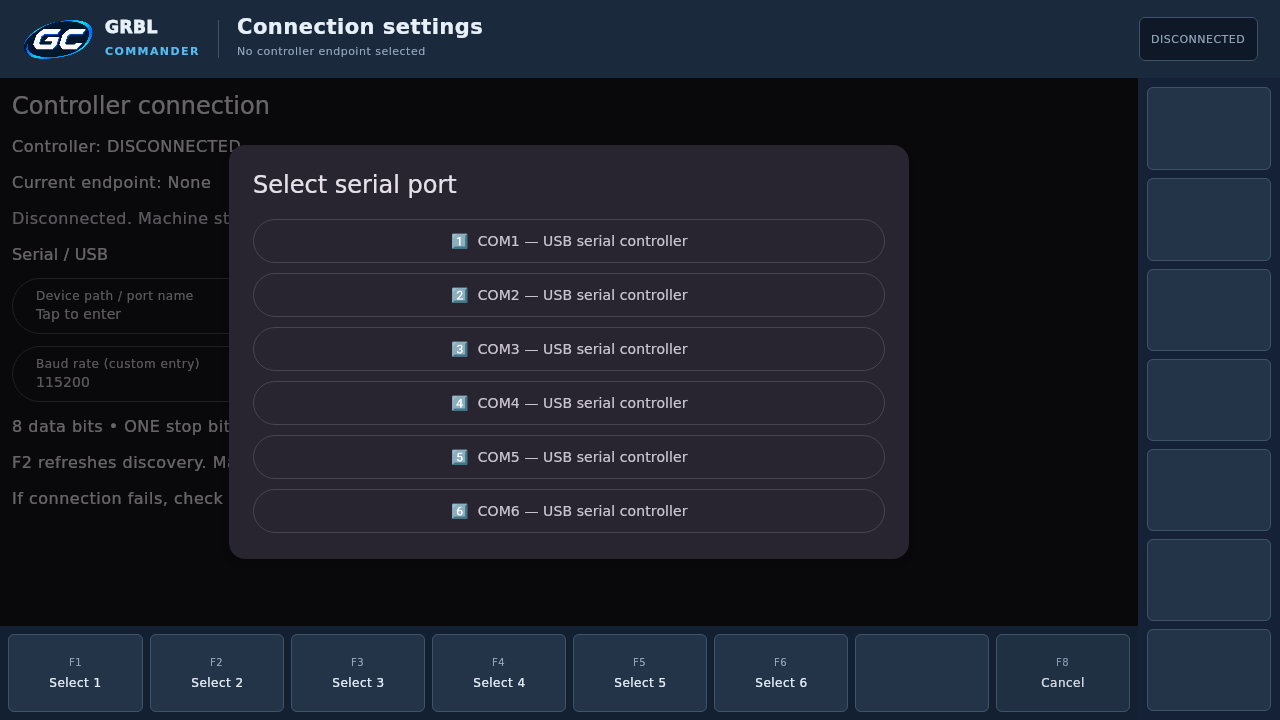 GC
GRBL
COMMANDER
Connection settings
No controller endpoint selected
DISCONNECTED
Controller connection
Controller: DISCONNECTED
Current endpoint: None
Disconnected. Machine st
Serial / USB
Device path / port name
Tap to enter
Baud rate (custom entry)
115200
8 data bits • ONE stop bit
F2 refreshes discovery. Ma
If connection fails, check
Select serial port
1️⃣ COM1 — USB serial controller
2️⃣ COM2 — USB serial controller
3️⃣ COM3 — USB serial controller
4️⃣ COM4 — USB serial controller
5️⃣ COM5 — USB serial controller
6️⃣ COM6 — USB serial controller
F1
Select 1
F2
Select 2
F3
Select 3
F4
Select 4
F5
Select 5
F6
Select 6
F8
Cancel